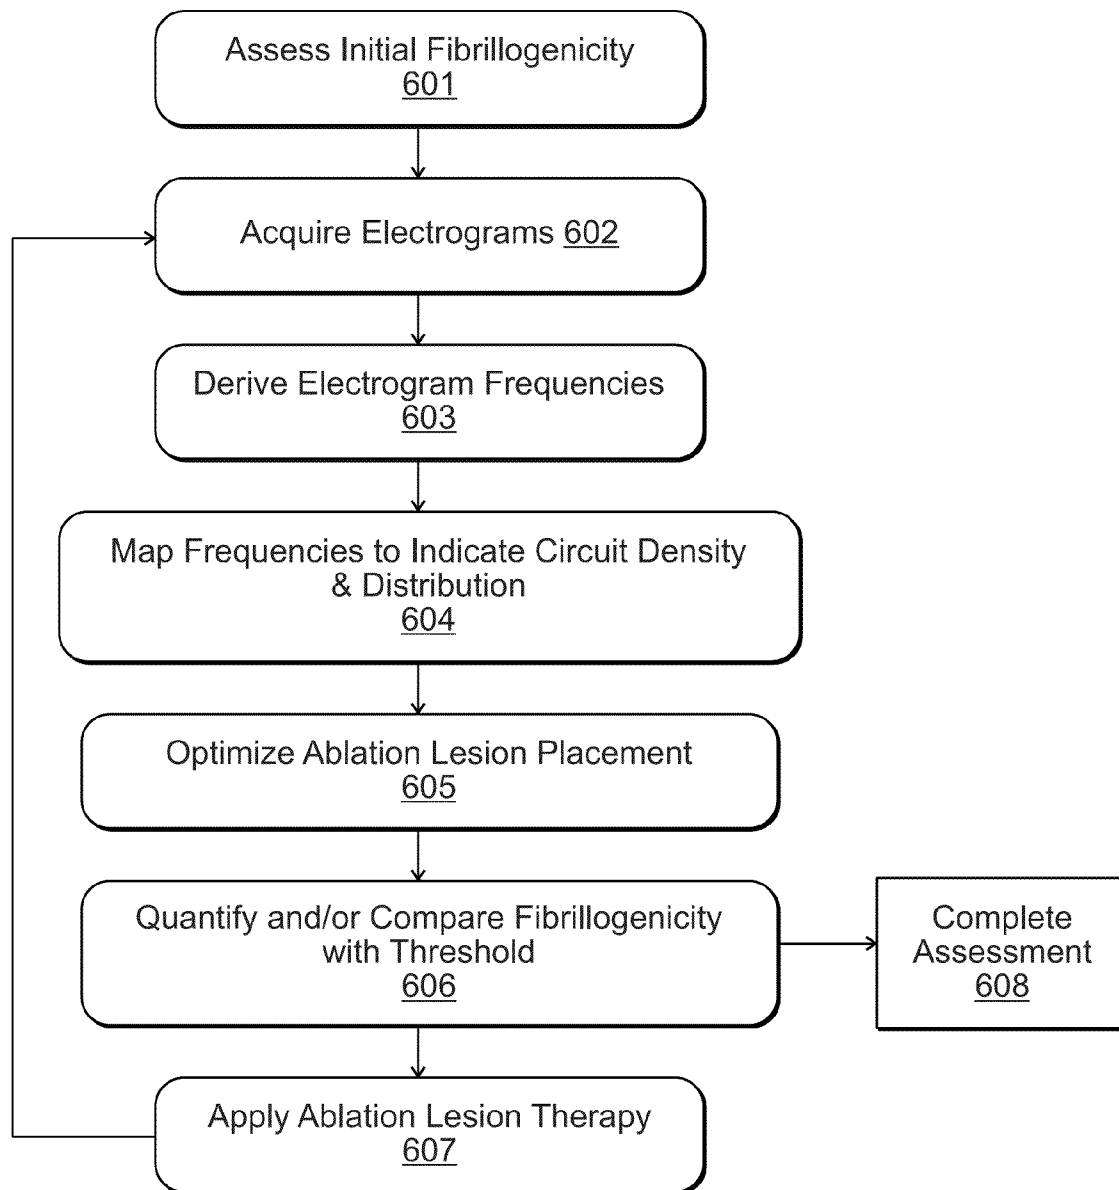 Assess Initial Fibrillogenicity
601
Acquire Electrograms 602
Derive Electrogram Frequencies
603
Map Frequencies to Indicate Circuit Density
& Distribution
604
Optimize Ablation Lesion Placement
605
Quantify and/or Compare Fibrillogenicity
with Threshold
606
Complete
Assessment
608
Apply Ablation Lesion Therapy
607